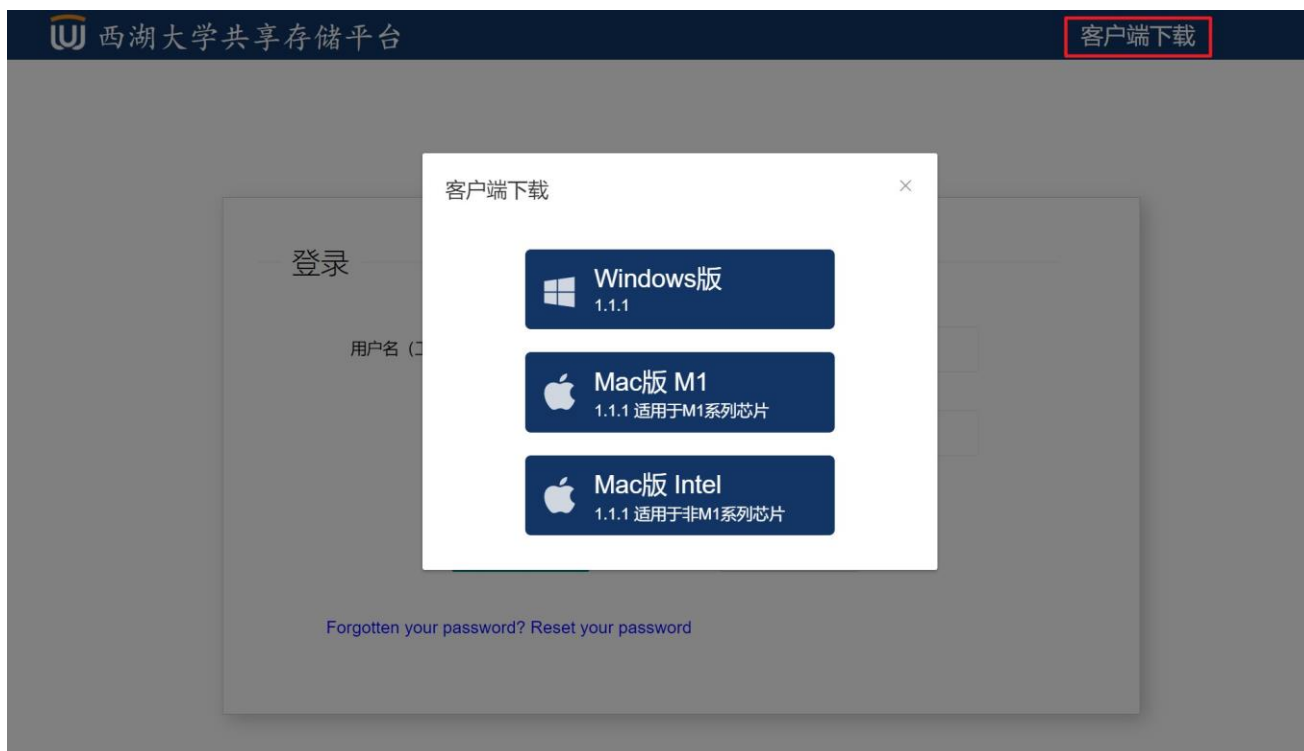 西湖大学共享存储平台
客户端下载
客户端下载
登录
Windows版
1.1.1
用户名
Mac版 M1
1.1.1 适用于M1系列芯片
Mac版 Intel
1.1.1 适用于非M1系列芯片
Forgotten your password? Reset your password